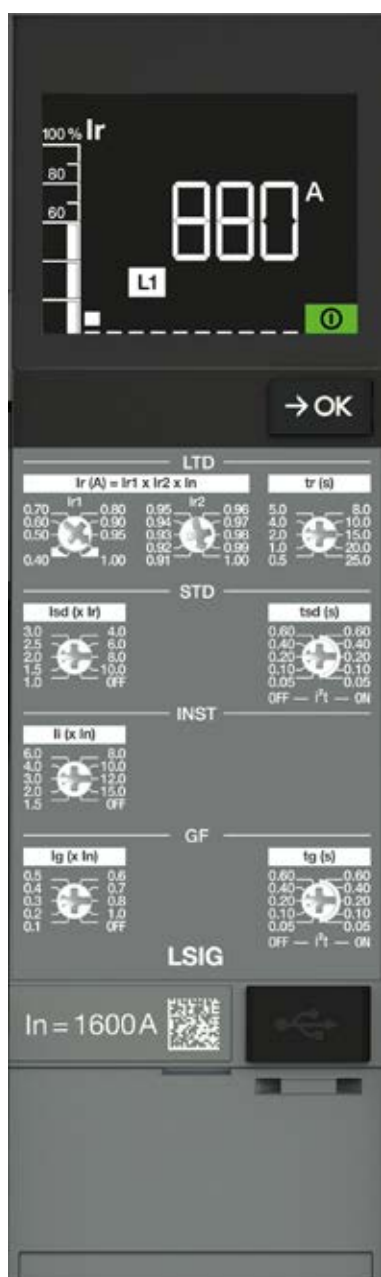 100 % Ir
80
60
880 A
L1
→ OK
LTD
Ir (A) = Ir1 x Ir2 x In tr (s)
Ir1 Ir2
0.70 0.80 0.95 0.96 5.0 8.0
0.60 0.90 0.94 0.97 4.0 10.0
0.50 0.95 0.93 0.98 2.0 15.0
0.92 0.99 1.0 20.0
0.40 1.00 0.91 1.00 0.5 25.0
STD
Isd (x Ir) tsd (s)
3.0 4.0 0.60 0.60
2.5 6.0 0.40 0.40
2.0 8.0 0.20 0.20
1.5 10.0 0.10 0.10
1.0 OFF 0.05 0.05
OFF — i²t — ON
INST
Ii (x In)
6.0 8.0
4.0 10.0
3.0 12.0
2.0 15.0
1.5 OFF
GF
Ig (x In) tg (s)
0.5 0.6 0.60 0.60
0.4 0.7 0.40 0.40
0.3 0.8 0.20 0.20
0.2 1.0 0.10 0.10
0.1 OFF 0.05 0.05
OFF — i²t — ON
LSIG
In = 1600 A